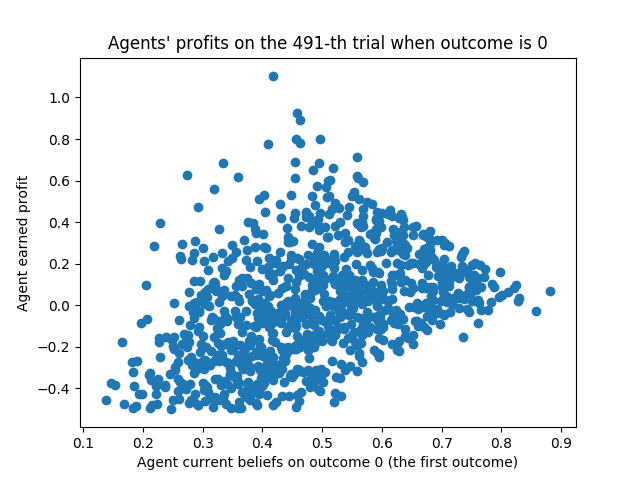 Agents' profits on the 491-th trial when outcome is 0
1.0
0.8
0.6
0.4
0.2
0.0
−0.2
−0.4
Agent earned profit
0.1 0.2 0.3 0.4 0.5 0.6 0.7 0.8 0.9
Agent current beliefs on outcome 0 (the first outcome)